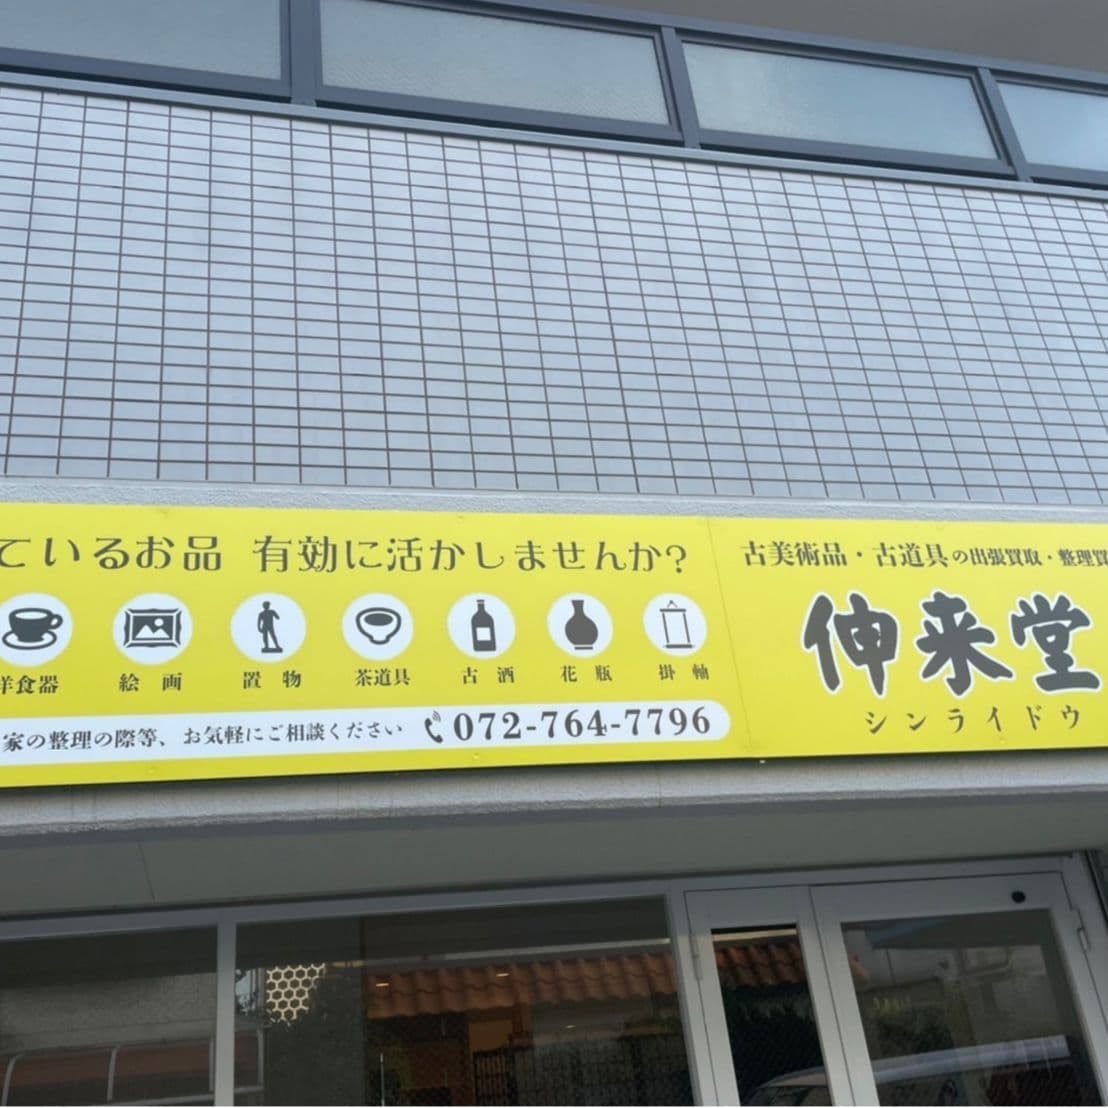 ているお品 有効に活かしませんか?
洋食器 絵画 置物 茶道具 古酒 花瓶 掛軸
家の整理の際等、お気軽にご相談ください 072-764-7796
古美術品・古道具の出張買取・整理買
伸来堂
シンライドウ